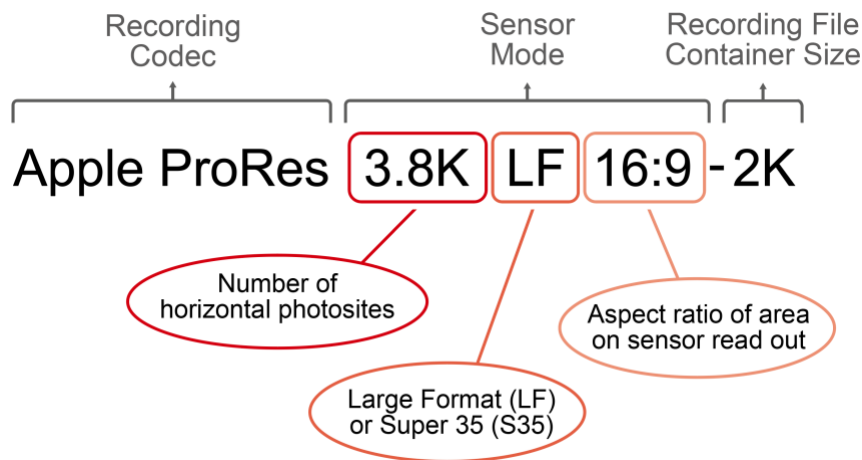 Recording
Codec
Sensor
Mode
Recording File
Container Size
Apple ProRes 3.8K LF 16:9 - 2K
Number of
horizontal photosites
Aspect ratio of area
on sensor read out
Large Format (LF)
or Super 35 (S35)